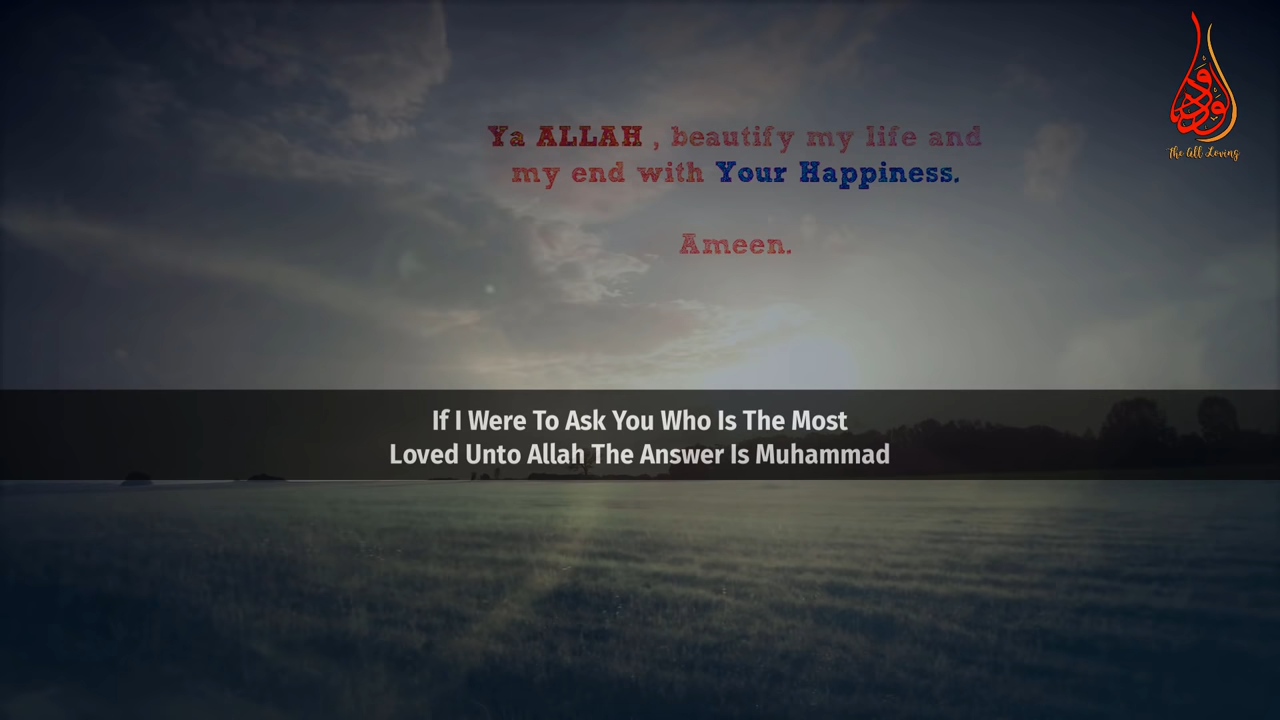 Ya ALLAH , beautify my life and
my end with Your Happiness.
Ameen.
الودود
The All Loving
If I Were To Ask You Who Is The Most
Loved Unto Allah The Answer Is Muhammad